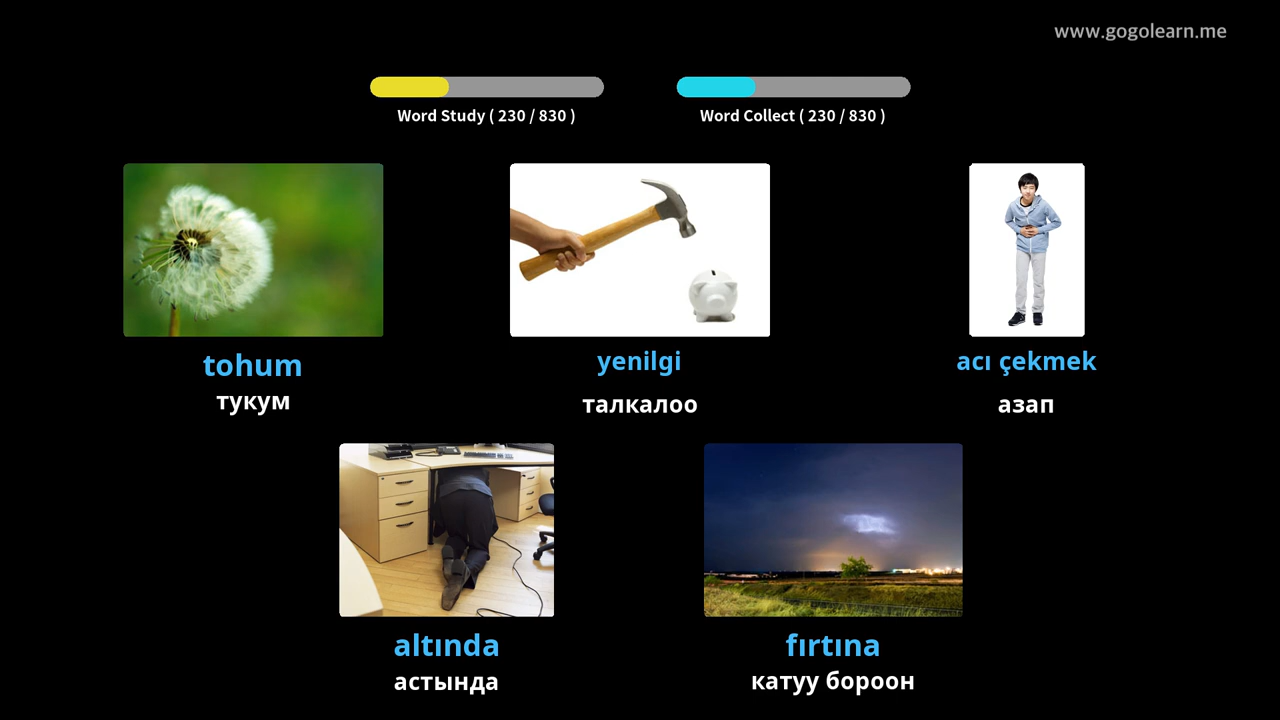 www.gogolearn.me
Word Study ( 230 / 830 )
Word Collect ( 230 / 830 )
tohum
тукум
yenilgi
талкалоо
acı çekmek
азап
altında
астында
fırtına
катуу бороон